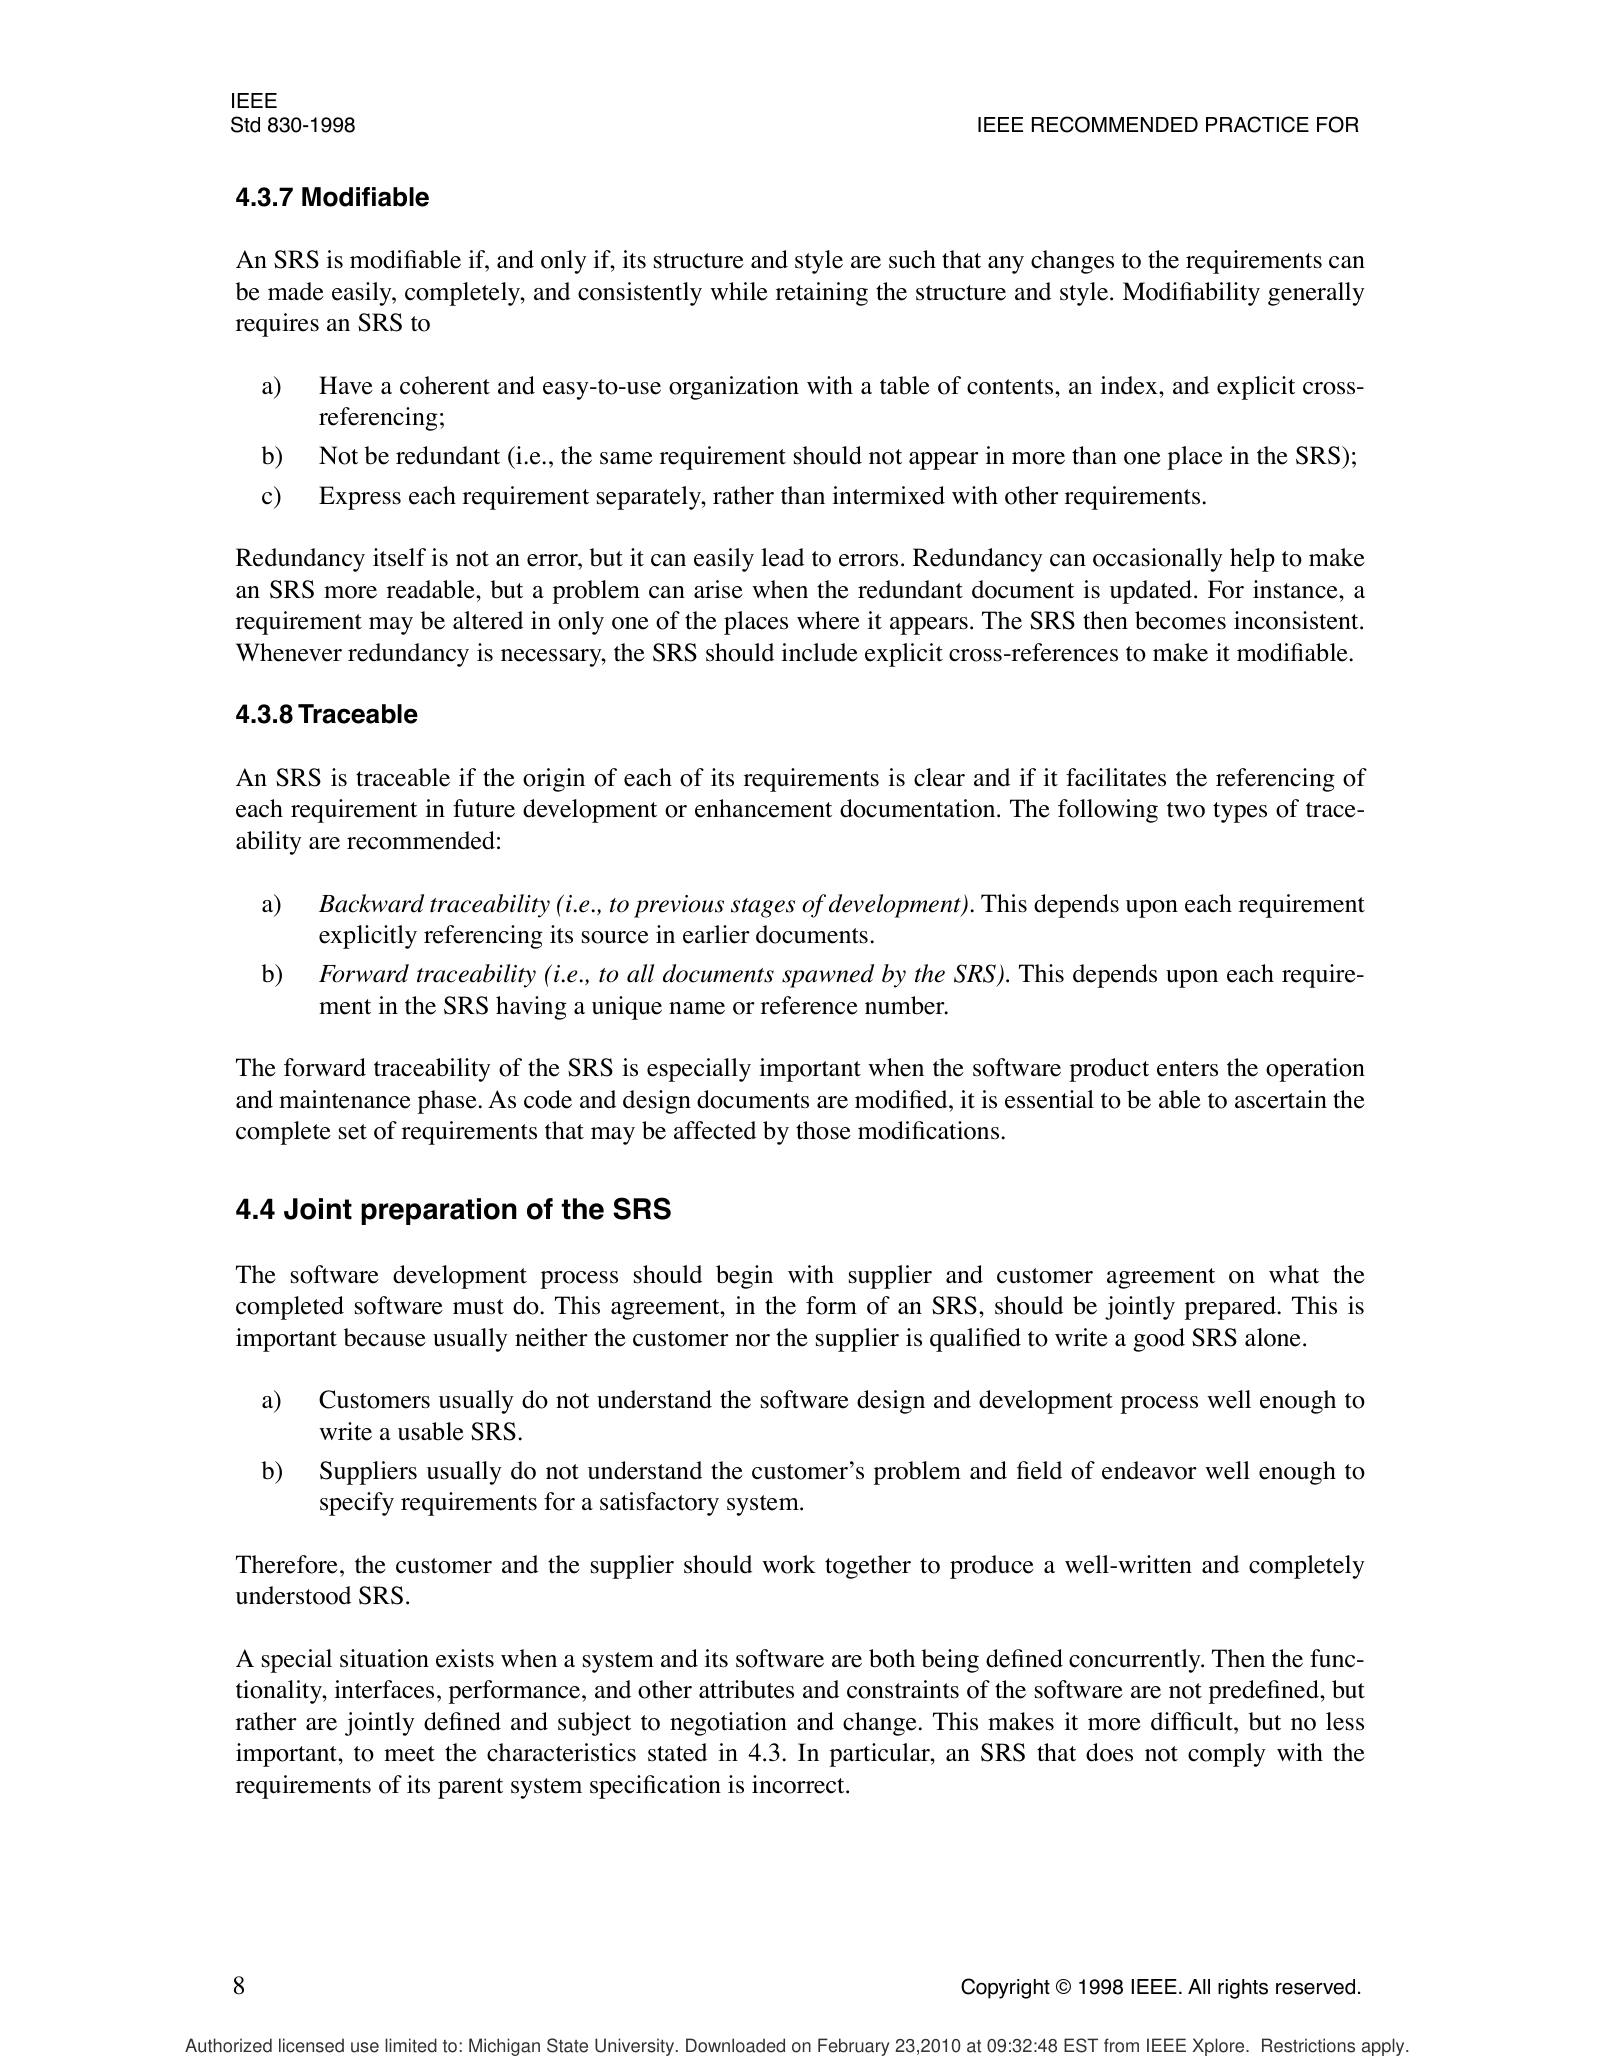 IEEE
Std 830-1998
IEEE RECOMMENDED PRACTICE FOR
4.3.7 Modifiable
An SRS is modifiable if, and only if, its structure and style are such that any changes to the requirements can
be made easily, completely, and consistently while retaining the structure and style. Modifiability generally
requires an SRS to
a) Have a coherent and easy-to-use organization with a table of contents, an index, and explicit cross-
referencing;
b) Not be redundant (i.e., the same requirement should not appear in more than one place in the SRS);
c) Express each requirement separately, rather than intermixed with other requirements.
Redundancy itself is not an error, but it can easily lead to errors. Redundancy can occasionally help to make
an SRS more readable, but a problem can arise when the redundant document is updated. For instance, a
requirement may be altered in only one of the places where it appears. The SRS then becomes inconsistent.
Whenever redundancy is necessary, the SRS should include explicit cross-references to make it modifiable.
4.3.8 Traceable
An SRS is traceable if the origin of each of its requirements is clear and if it facilitates the referencing of
each requirement in future development or enhancement documentation. The following two types of trace-
ability are recommended:
a) Backward traceability (i.e., to previous stages of development). This depends upon each requirement
explicitly referencing its source in earlier documents.
b) Forward traceability (i.e., to all documents spawned by the SRS). This depends upon each require-
ment in the SRS having a unique name or reference number.
The forward traceability of the SRS is especially important when the software product enters the operation
and maintenance phase. As code and design documents are modified, it is essential to be able to ascertain the
complete set of requirements that may be affected by those modifications.
4.4 Joint preparation of the SRS
The software development process should begin with supplier and customer agreement on what the
completed software must do. This agreement, in the form of an SRS, should be jointly prepared. This is
important because usually neither the customer nor the supplier is qualified to write a good SRS alone.
a) Customers usually do not understand the software design and development process well enough to
write a usable SRS.
b) Suppliers usually do not understand the customer’s problem and field of endeavor well enough to
specify requirements for a satisfactory system.
Therefore, the customer and the supplier should work together to produce a well-written and completely
understood SRS.
A special situation exists when a system and its software are both being defined concurrently. Then the func-
tionality, interfaces, performance, and other attributes and constraints of the software are not predefined, but
rather are jointly defined and subject to negotiation and change. This makes it more difficult, but no less
important, to meet the characteristics stated in 4.3. In particular, an SRS that does not comply with the
requirements of its parent system specification is incorrect.
8
Copyright © 1998 IEEE. All rights reserved.
Authorized licensed use limited to: Michigan State University. Downloaded on February 23,2010 at 09:32:48 EST from IEEE Xplore. Restrictions apply.